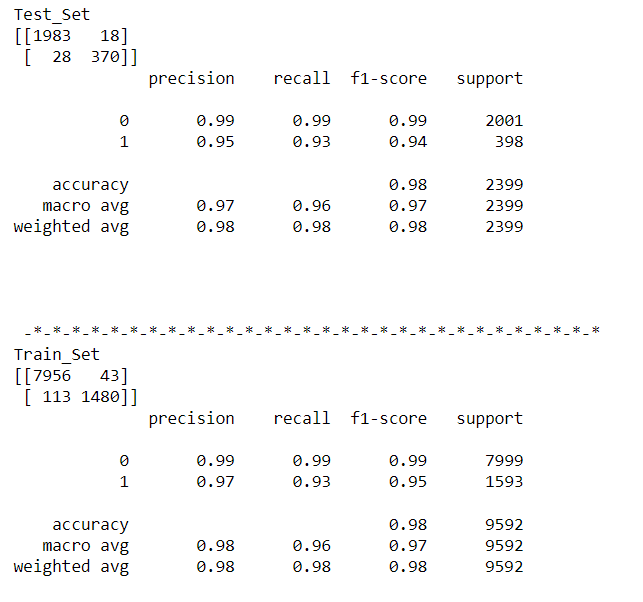 Test_Set
[[1983   18]
 [  28  370]]
              precision    recall  f1-score   support

           0       0.99      0.99      0.99      2001
           1       0.95      0.93      0.94       398

    accuracy                           0.98      2399
   macro avg       0.97      0.96      0.97      2399
weighted avg       0.98      0.98      0.98      2399

 -*-*-*-*-*-*-*-*-*-*-*-*-*-*-*-*-*-*-*-*-*-*-*-*-*-*-*-*-*-*
Train_Set
[[7956   43]
 [ 113 1480]]
              precision    recall  f1-score   support

           0       0.99      0.99      0.99      7999
           1       0.97      0.93      0.95      1593

    accuracy                           0.98      9592
   macro avg       0.98      0.96      0.97      9592
weighted avg       0.98      0.98      0.98      9592